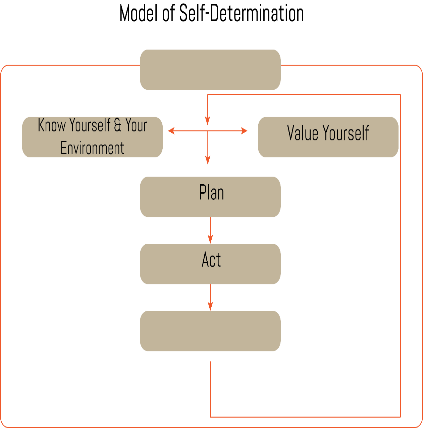 Model of Self-Determination
Know Yourself & Your
Environment
Value Yourself
Plan
Act